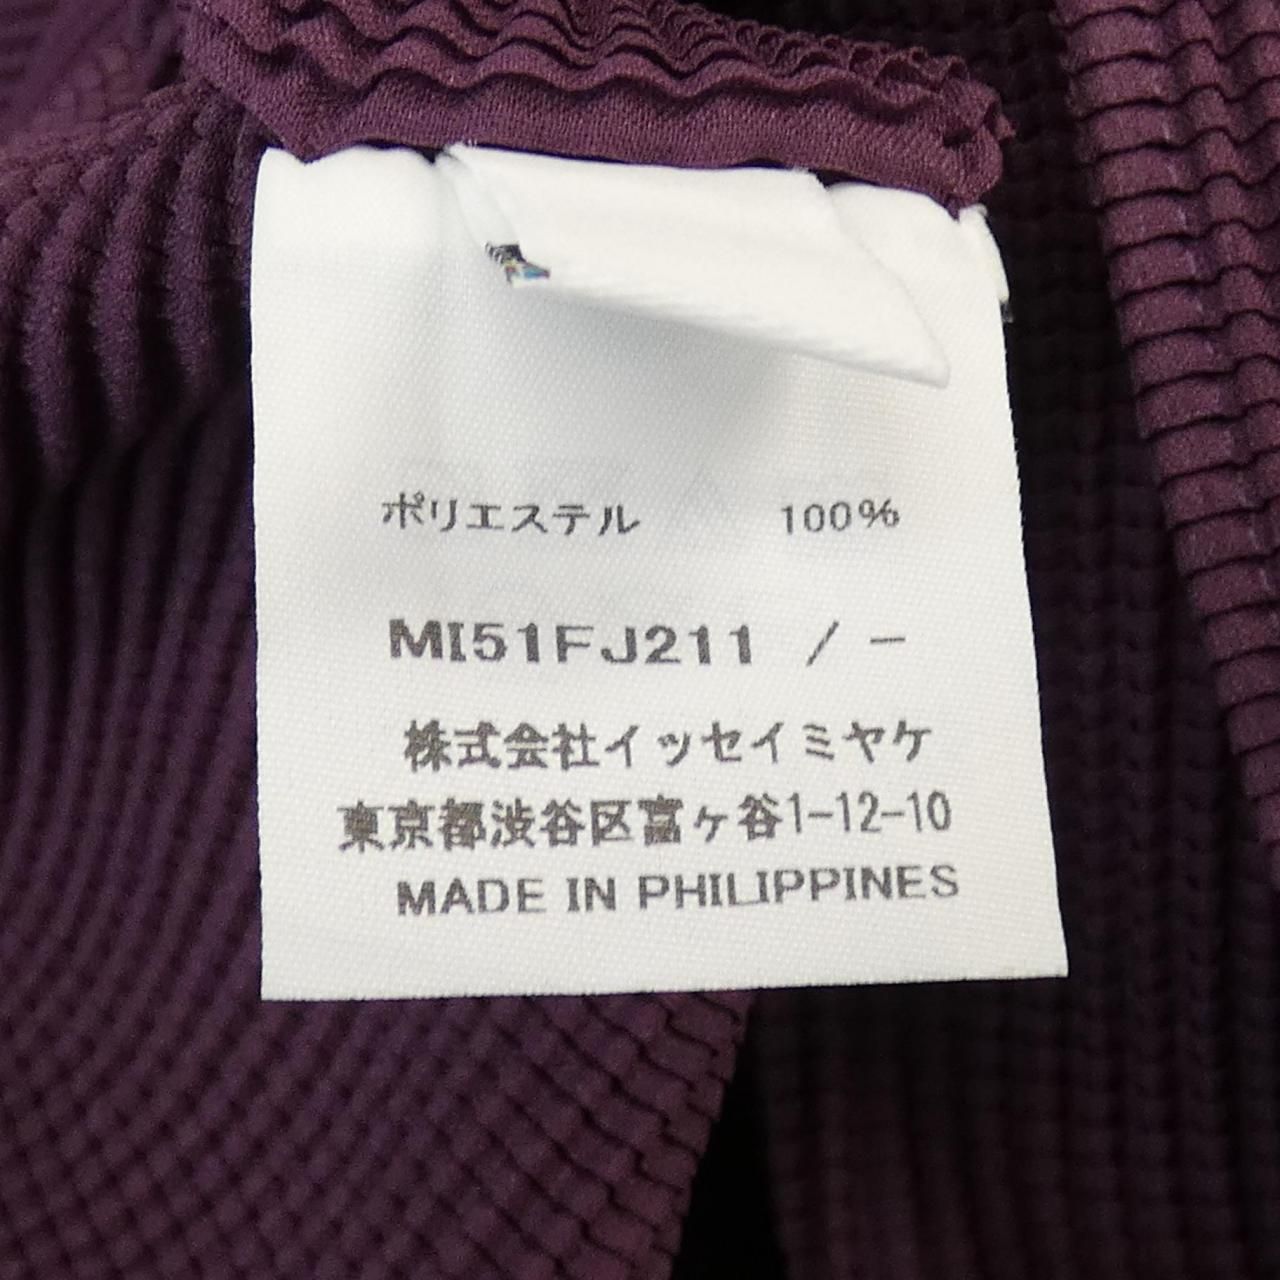 ポリエステル 100%
MI51FJ211 / -
株式会社イッセイミヤケ
東京都渋谷区富ヶ谷1-12-10
MADE IN PHILIPPINES